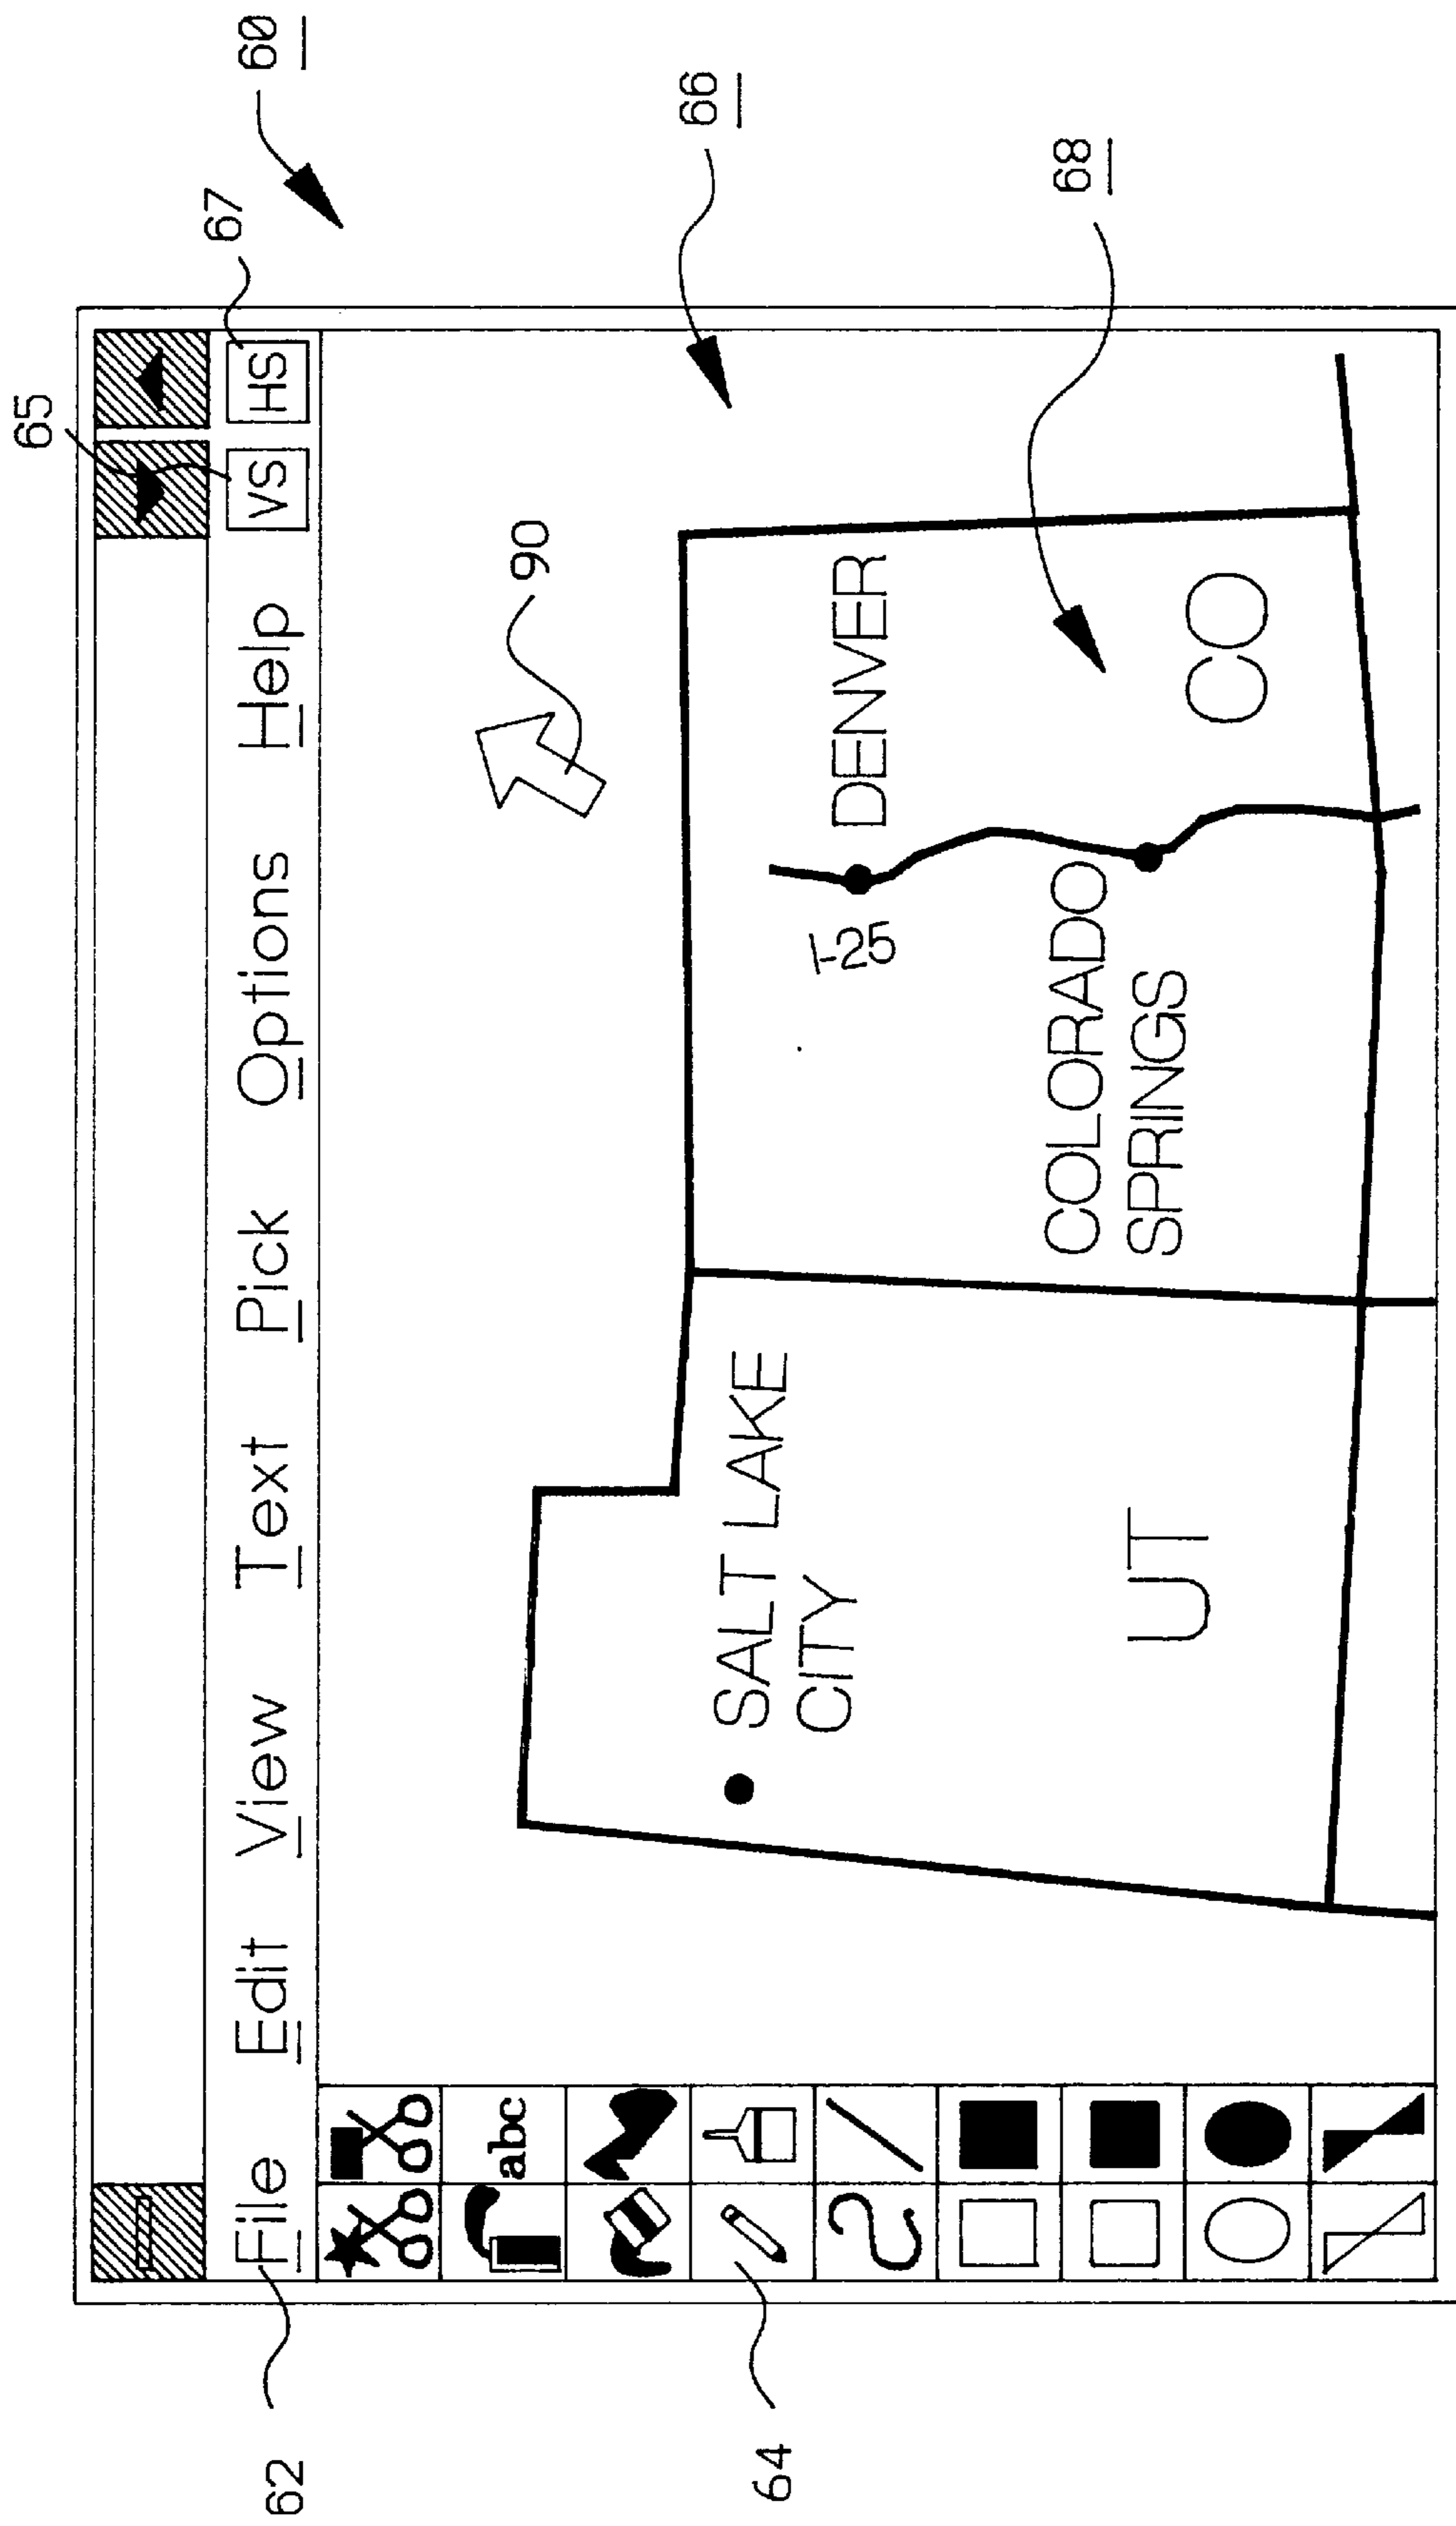 65
67
60
VS HS
62
File Edit View Text Pick Options Help
90
66
abc
64
SALT LAKE
CITY
DENVER
I-25
68
COLORADO
SPRINGS
UT
CO